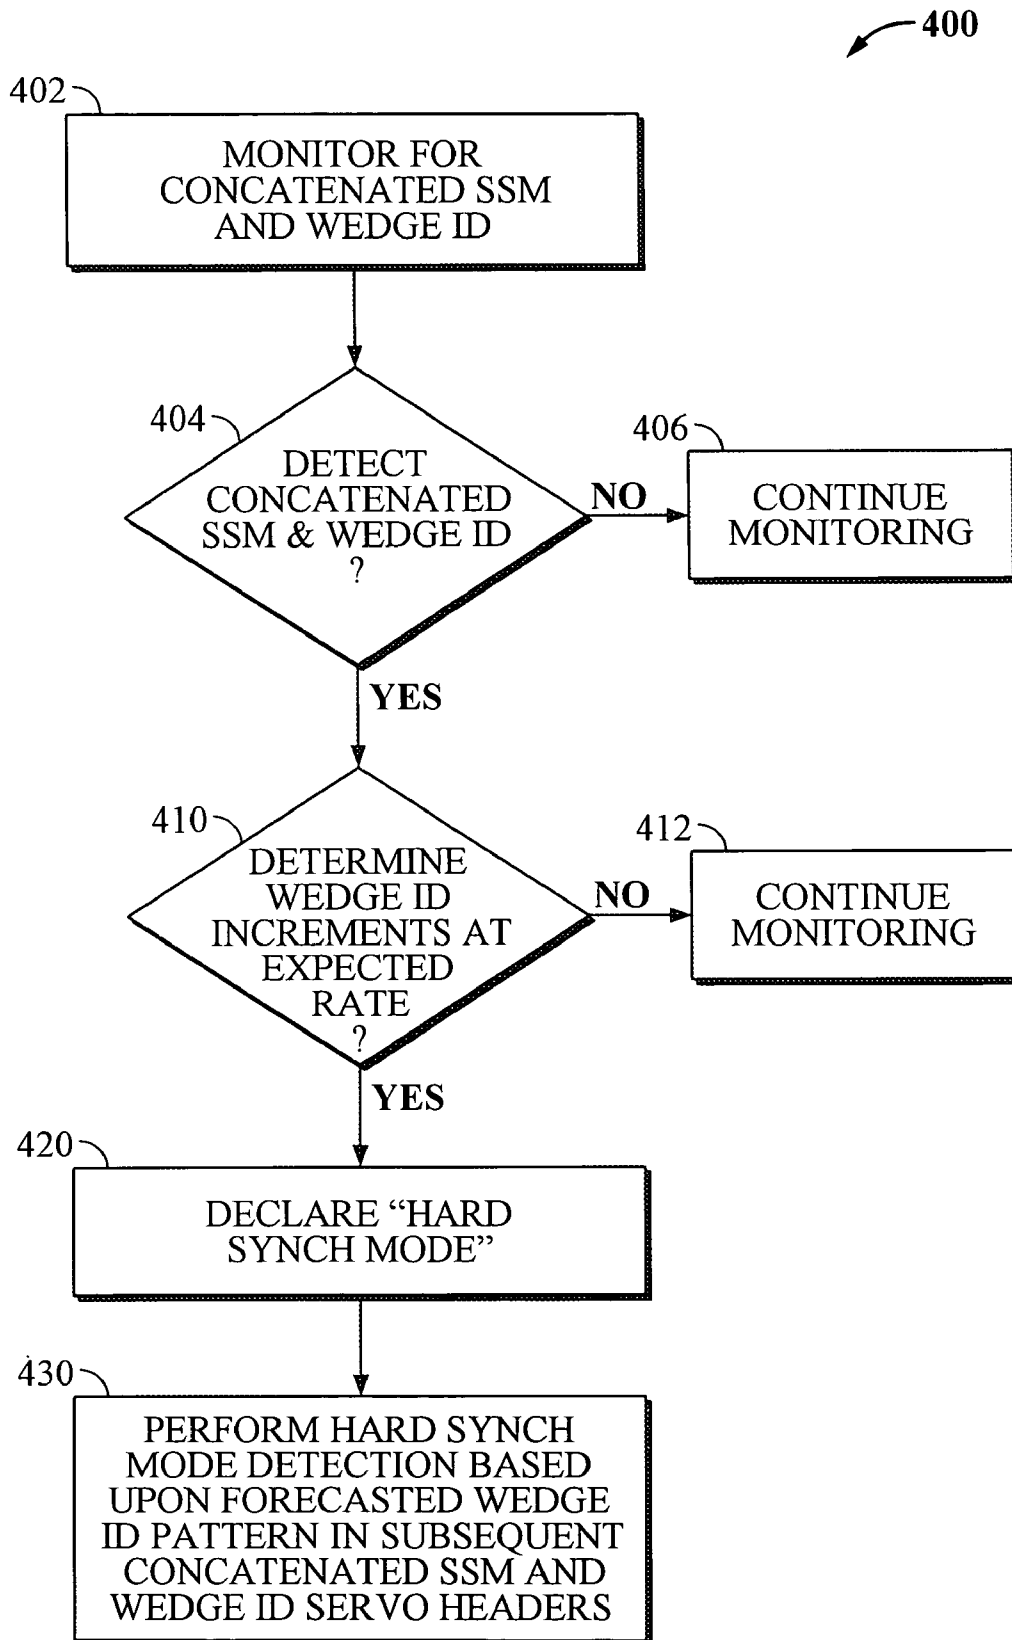 400
402
MONITOR FOR
CONCATENATED SSM
AND WEDGE ID
404
DETECT
CONCATENATED
SSM & WEDGE ID
?
NO
406
CONTINUE
MONITORING
YES
410
DETERMINE
WEDGE ID
INCREMENTS AT
EXPECTED
RATE
?
NO
412
CONTINUE
MONITORING
YES
420
DECLARE “HARD
SYNCH MODE”
430
PERFORM HARD SYNCH
MODE DETECTION BASED
UPON FORECASTED WEDGE
ID PATTERN IN SUBSEQUENT
CONCATENATED SSM AND
WEDGE ID SERVO HEADERS